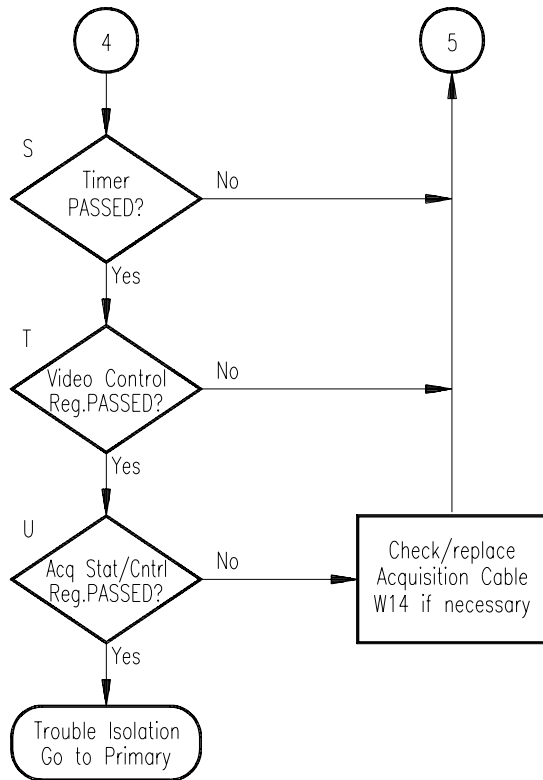 4
5
S
Timer
PASSED?
No
Yes
T
Video Control
Reg.PASSED?
No
Yes
U
Acq Stat/Cntrl
Reg.PASSED?
No
Check/replace
Acquisition Cable
W14 if necessary
Yes
Trouble Isolation
Go to Primary